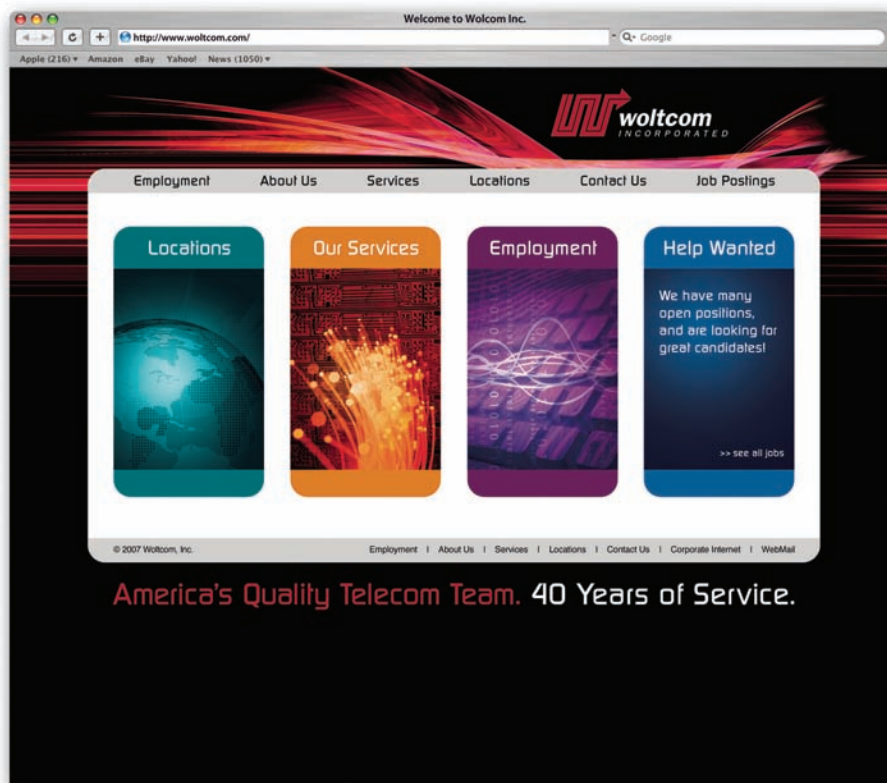 Welcome to Wolcom Inc.
http://www.woltcom.com/
Google
Apple (216) Amazon eBay Yahoo! News (1050)
woltcom
INCORPORATED
Employment About Us Services Locations Contact Us Job Postings
Locations
Our Services
Employment
Help Wanted
We have many
open positions,
and are looking for
great candidates!
>> see all jobs
© 2007 Woltcom, Inc.
Employment | About Us | Services | Locations | Contact Us | Corporate Internet | WebMail
America's Quality Telecom Team. 40 Years of Service.